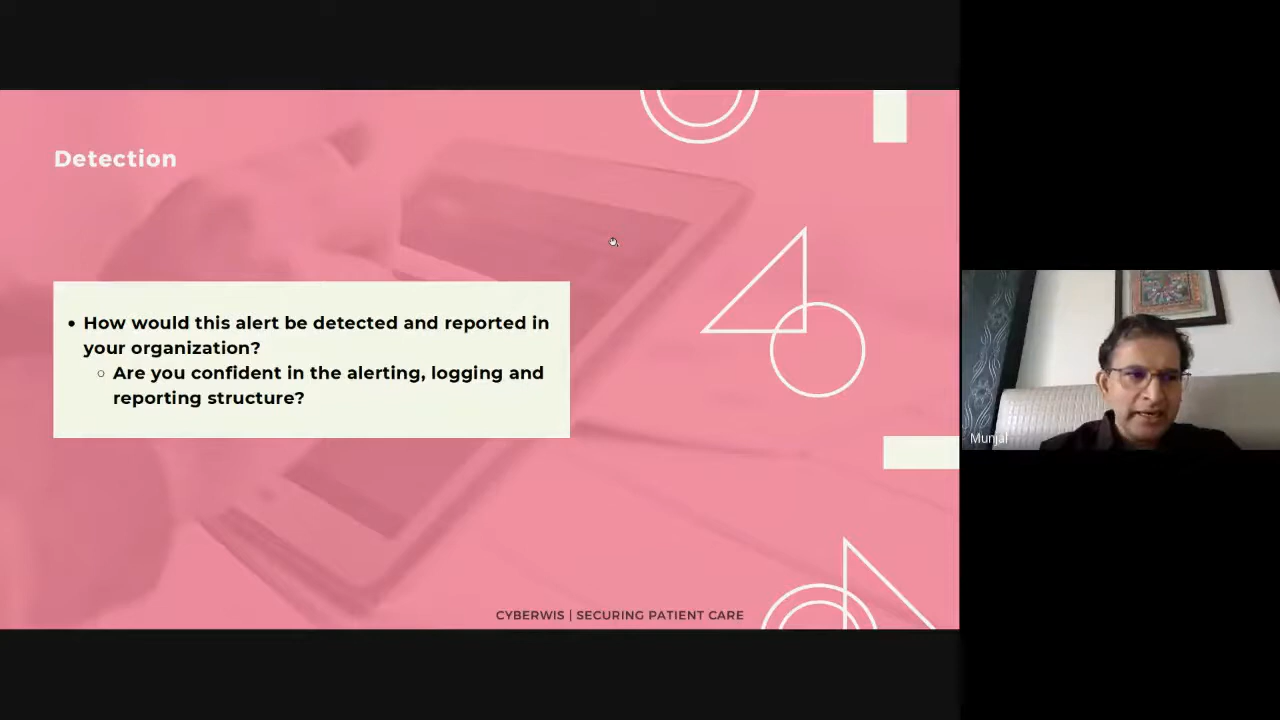 Detection
• How would this alert be detected and reported in
your organization?
○ Are you confident in the alerting, logging and
reporting structure?
Munjal
CYBERWIS | SECURING PATIENT CARE